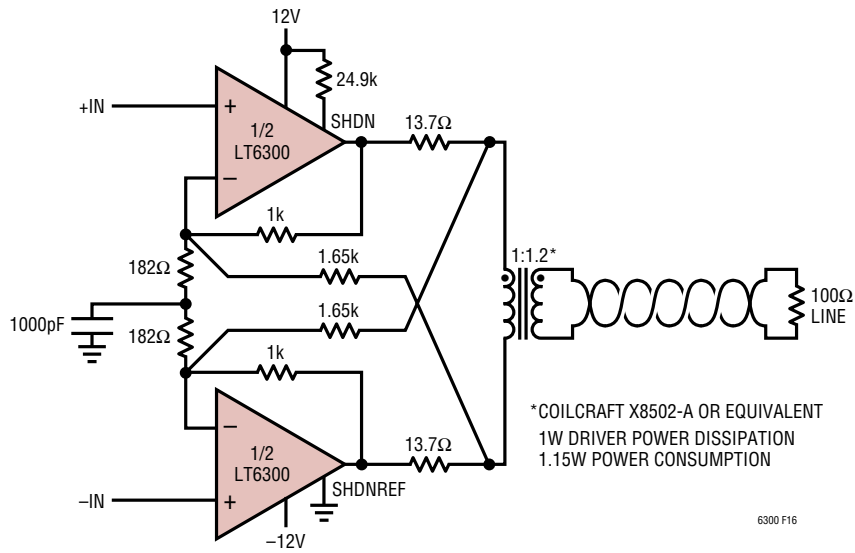 12V
24.9k
+IN
+
1/2
LT6300
–
SHDN
13.7Ω
1k
182Ω
1.65k
1:1.2*
100Ω
LINE
1000pF
182Ω
1.65k
1k
–
1/2
LT6300
+
–IN
13.7Ω
SHDNREF
–12V
*COILCRAFT X8502-A OR EQUIVALENT
1W DRIVER POWER DISSIPATION
1.15W POWER CONSUMPTION
6300 F16